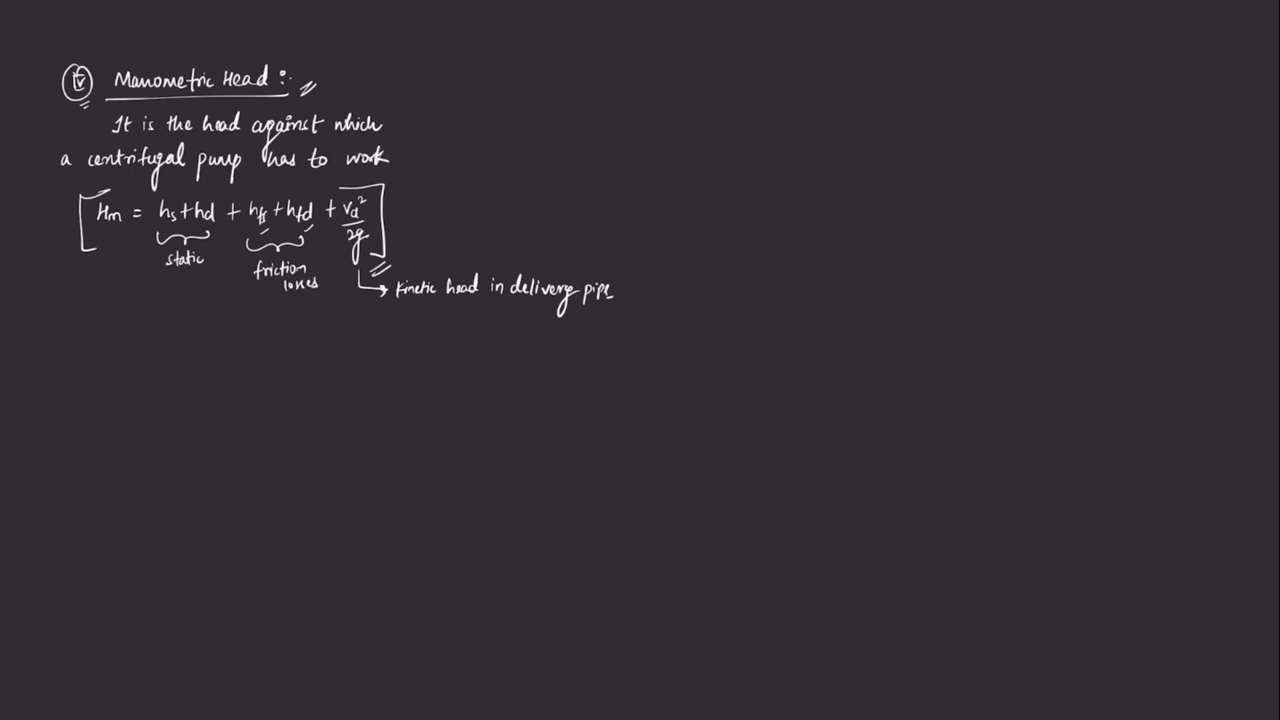 iv Manometric Head :-
It is the head against which
a centrifugal pump has to work
[Hm = hs + hd + hfs + hfd + Vd²/2g]
static
friction losses
kinetic head in delivery pipe